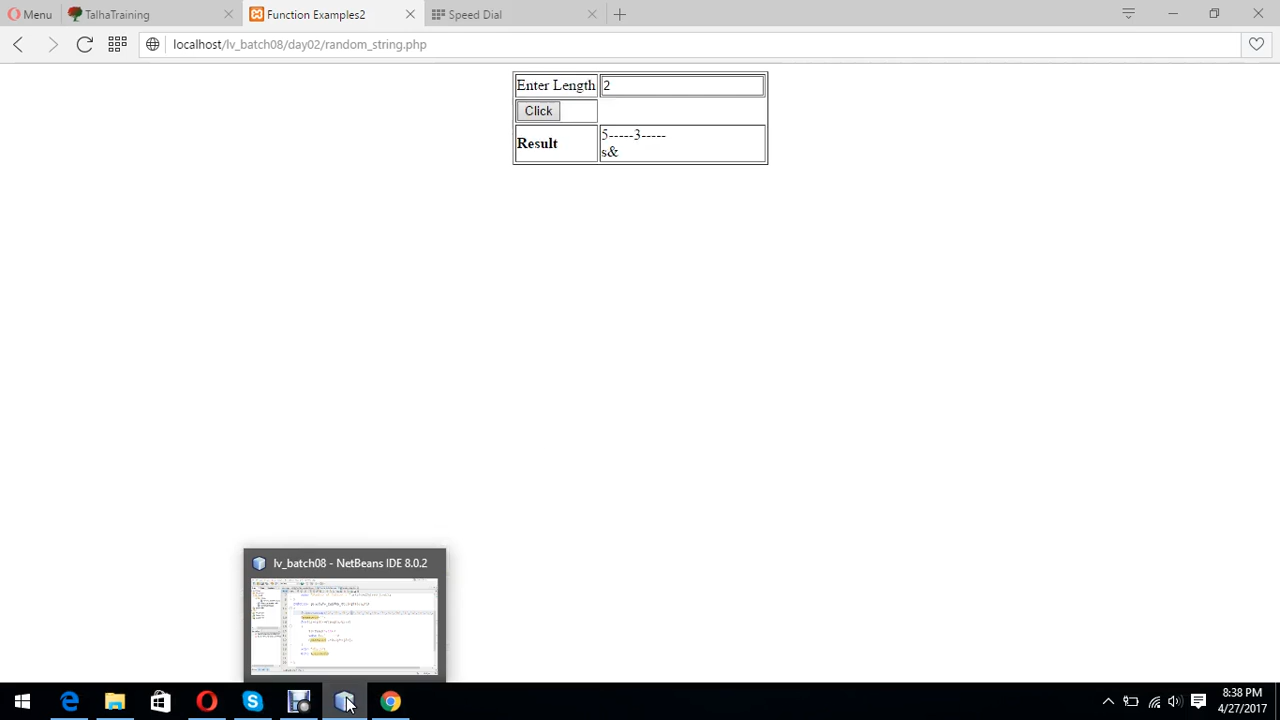 Menu
TalhaTraining
Function Examples2
Speed Dial
localhost/lv_batch08/day02/random_string.php
Enter Length 2
Click
Result
5-----3-----
s&
lv_batch08 - NetBeans IDE 8.0.2
8:38 PM
4/27/2017